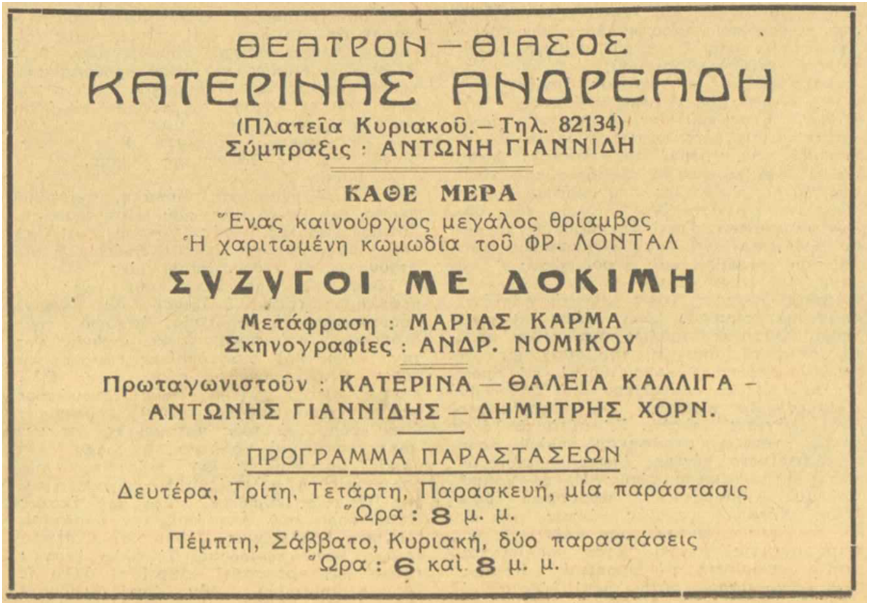 ΘΕΑΤΡΟΝ — ΘΙΑΣΟΣ
ΚΑΤΕΡΙΝΑΣ ΑΝΔΡΕΑΔΗ
(Πλατεῖα Κυριακοῦ.— Τηλ. 82134)
Σύμπραξις : ΑΝΤΩΝΗ ΓΙΑΝΝΙΔΗ
ΚΑΘΕ ΜΕΡΑ
Ἕνας καινούργιος μεγάλος θρίαμβος
Ἡ χαριτωμένη κωμωδία τοῦ ΦΡ. ΛΟΝΤΑΛ
ΣΥΖΥΓΟΙ ΜΕ ΔΟΚΙΜΗ
Μετάφραση : ΜΑΡΙΑΣ ΚΑΡΜΑ
Σκηνογραφίες : ΑΝΔΡ. ΝΟΜΙΚΟΥ
Πρωταγωνιστοῦν : ΚΑΤΕΡΙΝΑ — ΘΑΛΕΙΑ ΚΑΛΛΙΓΑ –
ΑΝΤΩΝΗΣ ΓΙΑΝΝΙΔΗΣ — ΔΗΜΗΤΡΗΣ ΧΟΡΝ.
ΠΡΟΓΡΑΜΜΑ ΠΑΡΑΣΤΑΣΕΩΝ
Δευτέρα, Τρίτη, Τετάρτη, Παρασκευή, μία παράστασις
Ὥρα : 8 μ. μ.
Πέμπτη, Σάββατο, Κυριακή, δύο παραστάσεις
Ὥρα : 6 καὶ 8 μ. μ.